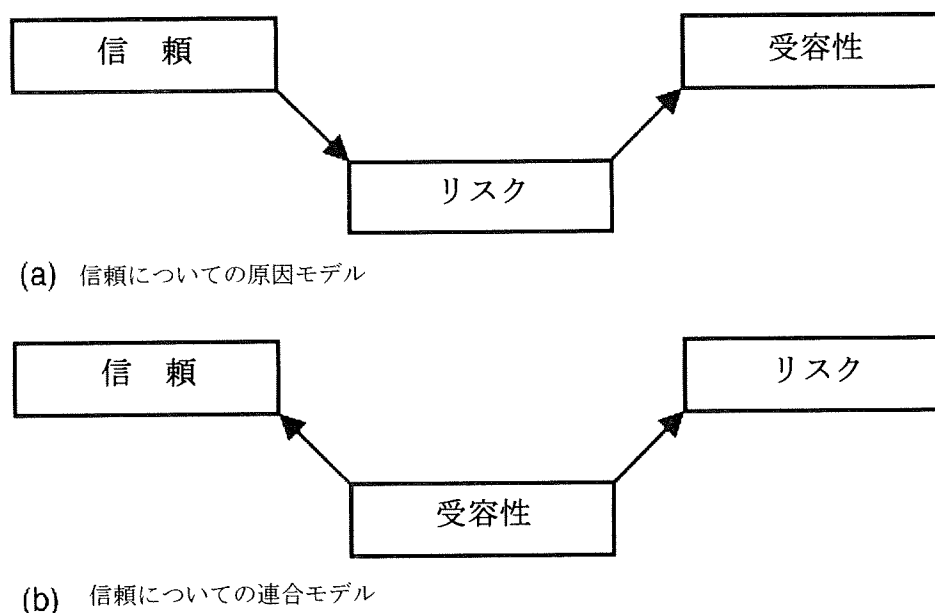 信　頼
受容性
リスク
(a) 信頼についての原因モデル
信　頼
リスク
受容性
(b) 信頼についての連合モデル